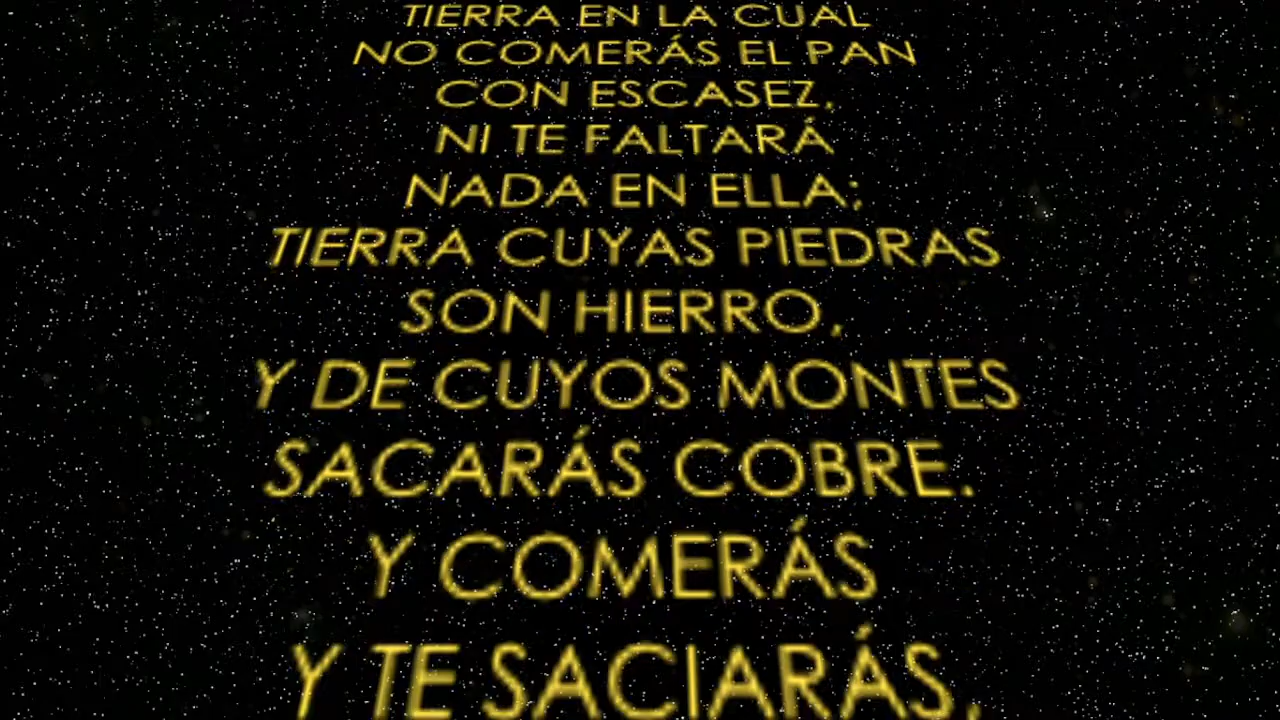 TIERRA EN LA CUAL
NO COMERÁS EL PAN
CON ESCASEZ,
NI TE FALTARÁ
NADA EN ELLA;
TIERRA CUYAS PIEDRAS
SON HIERRO,
Y DE CUYOS MONTES
SACARÁS COBRE.
Y COMERÁS
Y TE SACIARÁS,